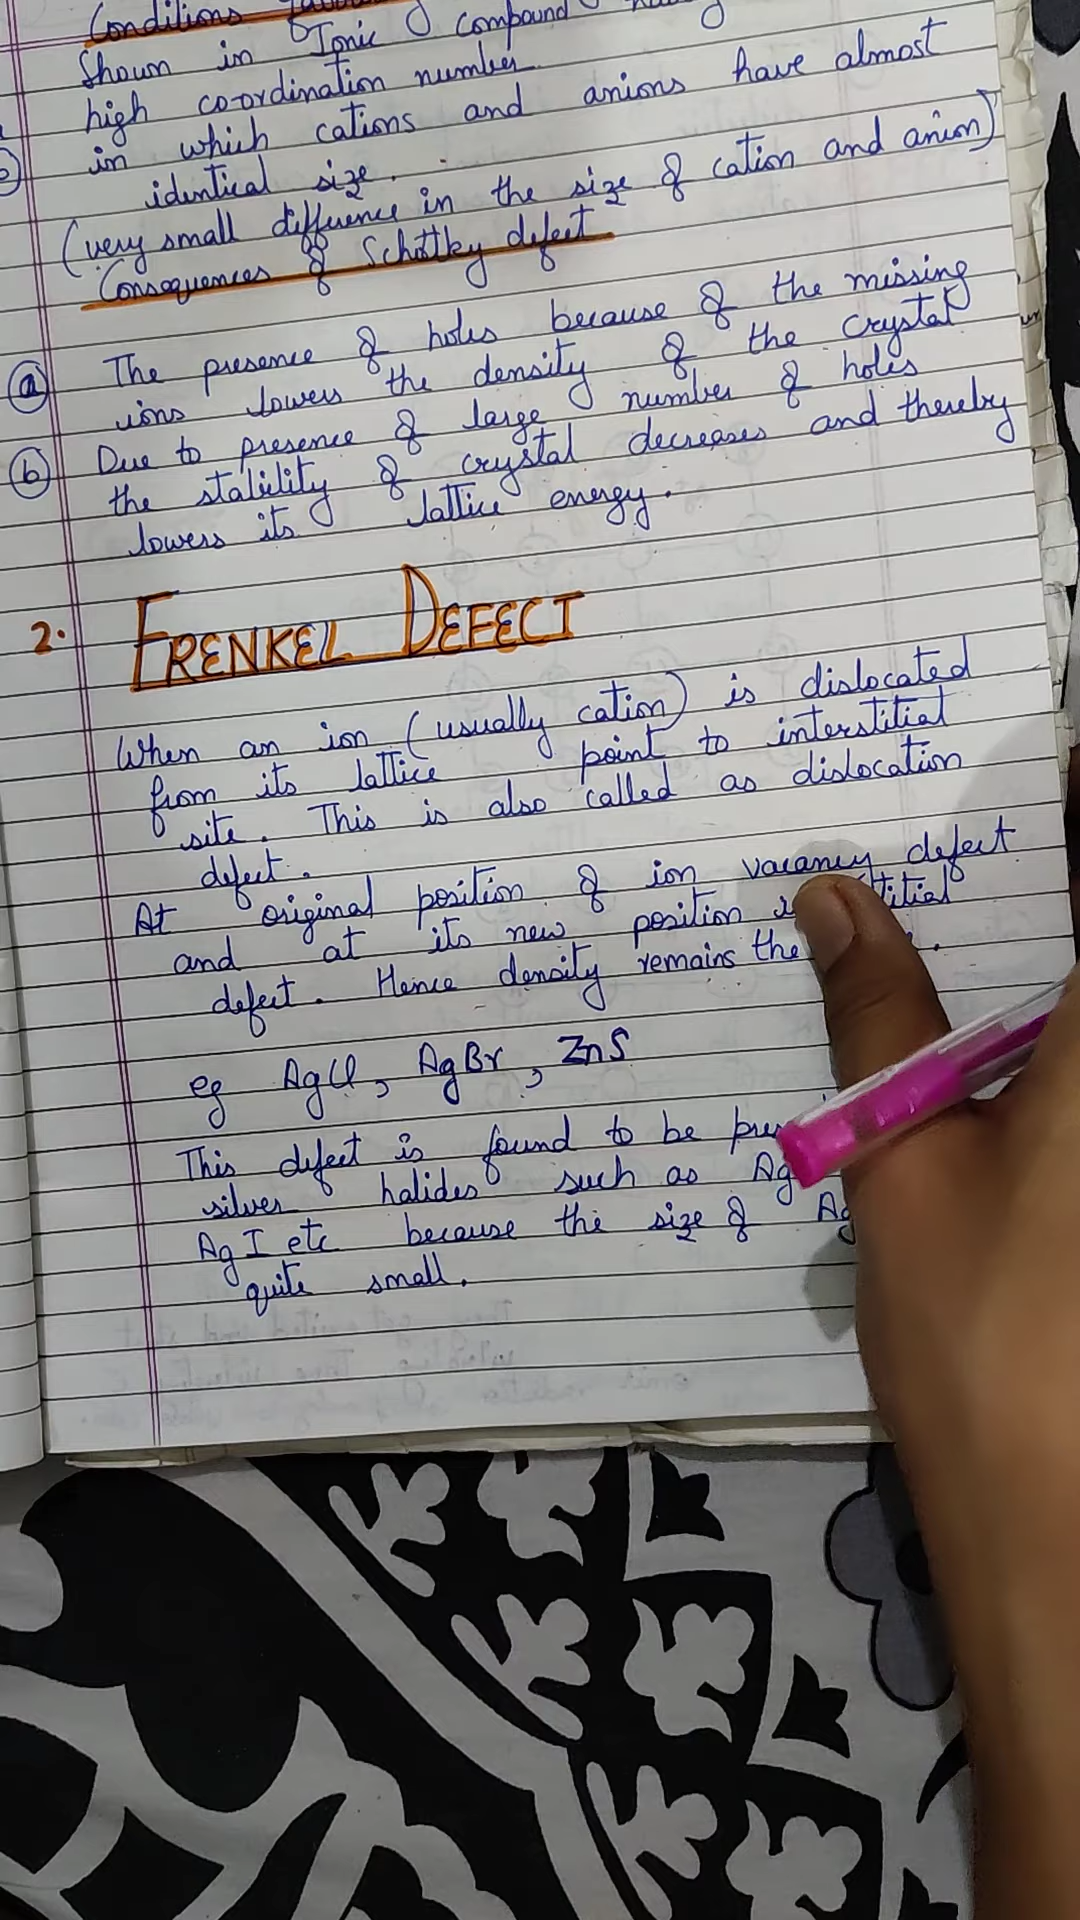 Conditions
Shown in Ionic compound
high co-ordination number
in which cations and anions have almost
identical size.
(very small difference in the size of cation and anion)
Consequences of Schottky defect
(a) The presence of holes because of the missing
ions lowers the density of the crystal
(b) Due to presence of large number of holes
the stability of crystal decreases and thereby
lowers its lattice energy.
2. FRENKEL DEFECT
When an ion (usually cation) is dislocated
from its lattice point to interstitial
site. This is also called as dislocation
defect.
At original position of ion vacancy defect
and at its new position
defect. Hence density remains the
eg AgCl, AgBr, ZnS
This defect is found to be
silver halides such as Ag
AgI etc because the size of Ag
quite small.